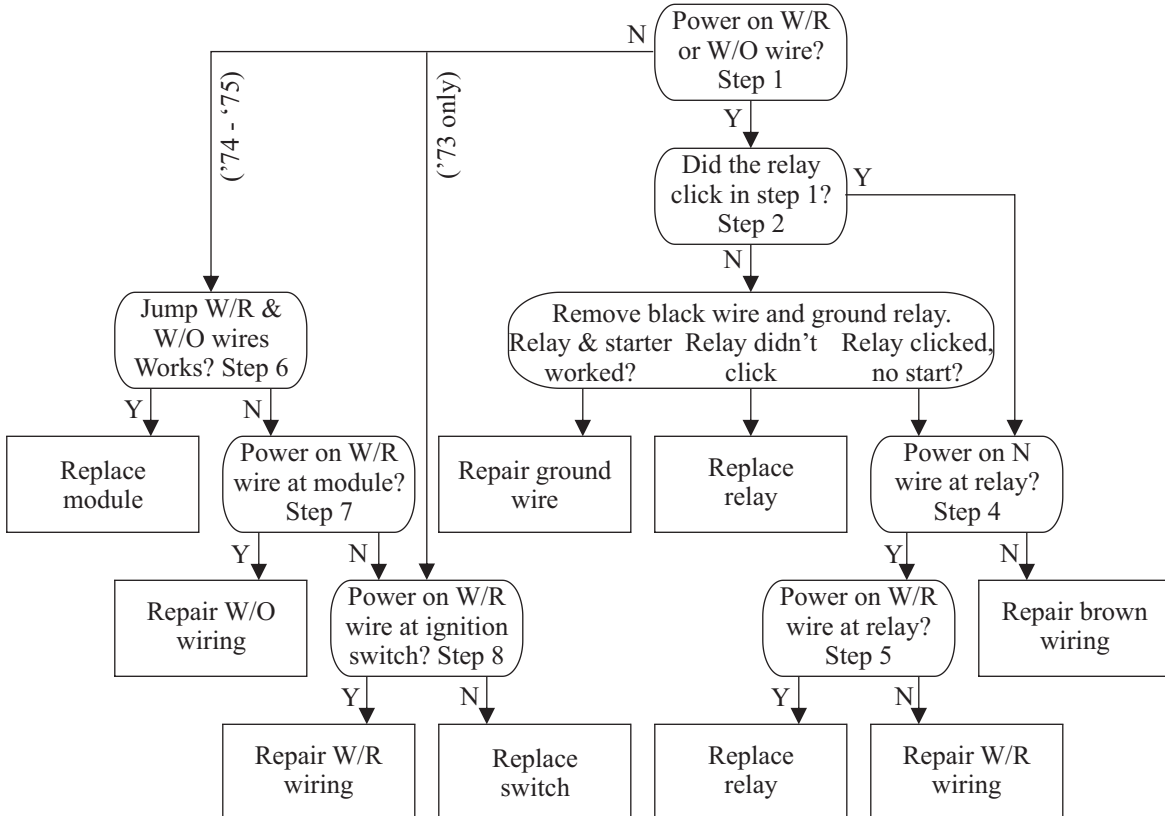 Power on W/R
or W/O wire?
Step 1
N
Y
('74 - ‘75)
('73 only)
Did the relay
click in step 1?
Step 2
Y
N
Jump W/R &
W/O wires
Works? Step 6
Y
N
Remove black wire and ground relay.
Relay & starter
worked?
Relay didn't
click
Relay clicked,
no start?
Replace
module
Power on W/R
wire at module?
Step 7
Y
N
Repair ground
wire
Replace
relay
Power on N
wire at relay?
Step 4
Y
N
Repair W/O
wiring
Power on W/R
wire at ignition
switch? Step 8
Y
N
Power on W/R
wire at relay?
Step 5
Y
N
Repair brown
wiring
Repair W/R
wiring
Replace
switch
Replace
relay
Repair W/R
wiring